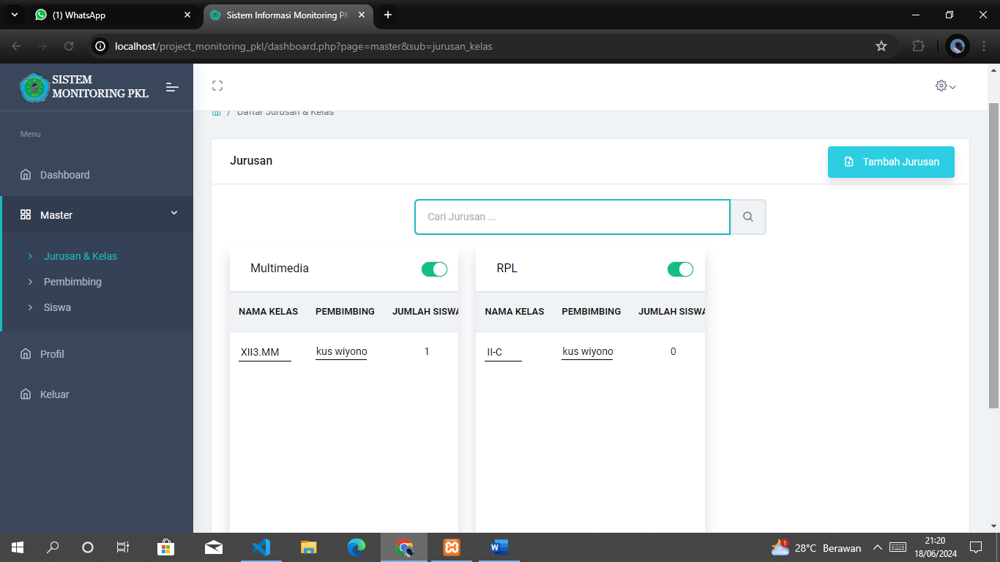 (1) WhatsApp
Sistem Informasi Monitoring PK
localhost/project_monitoring_pkl/dashboard.php?page=master&sub=jurusan_kelas
SISTEM
MONITORING PKL
Menu
Dashboard
Master
Jurusan & Kelas
Pembimbing
Siswa
Profil
Keluar
/ Daftar Jurusan & Kelas
Jurusan
Tambah Jurusan
Cari Jurusan ...
Multimedia
NAMA KELAS PEMBIMBING JUMLAH SISWA
XII3.MM kus wiyono 1
RPL
NAMA KELAS PEMBIMBING JUMLAH SISWA
II-C kus wiyono 0
1
28°C Berawan
21:20
18/06/2024